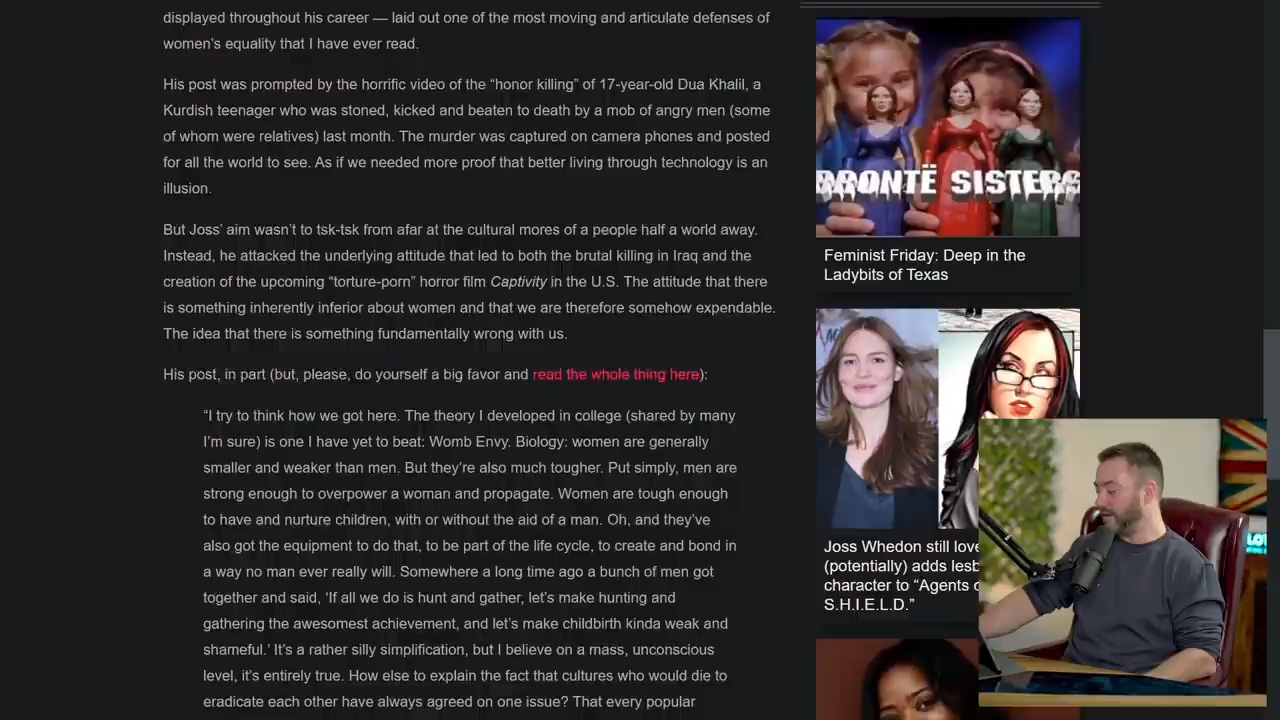 displayed throughout his career — laid out one of the most moving and articulate defenses of
women's equality that I have ever read.
His post was prompted by the horrific video of the “honor killing” of 17-year-old Dua Khalil, a
Kurdish teenager who was stoned, kicked and beaten to death by a mob of angry men (some
of whom were relatives) last month. The murder was captured on camera phones and posted
for all the world to see. As if we needed more proof that better living through technology is an
illusion.
But Joss’ aim wasn’t to tsk-tsk from afar at the cultural mores of a people half a world away.
Instead, he attacked the underlying attitude that led to both the brutal killing in Iraq and the
creation of the upcoming “torture-porn” horror film Captivity in the U.S. The attitude that there
is something inherently inferior about women and that we are therefore somehow expendable.
The idea that there is something fundamentally wrong with us.
His post, in part (but, please, do yourself a big favor and read the whole thing here):
“I try to think how we got here. The theory I developed in college (shared by many
I’m sure) is one I have yet to beat: Womb Envy. Biology: women are generally
smaller and weaker than men. But they’re also much tougher. Put simply, men are
strong enough to overpower a woman and propagate. Women are tough enough
to have and nurture children, with or without the aid of a man. Oh, and they’ve
also got the equipment to do that, to be part of the life cycle, to create and bond in
a way no man ever really will. Somewhere a long time ago a bunch of men got
together and said, ‘If all we do is hunt and gather, let’s make hunting and
gathering the awesomest achievement, and let’s make childbirth kinda weak and
shameful.’ It’s a rather silly simplification, but I believe on a mass, unconscious
level, it’s entirely true. How else to explain the fact that cultures who would die to
eradicate each other have always agreed on one issue? That every popular
BRONTË SISTERS
Feminist Friday: Deep in the
Ladybits of Texas
Joss Whedon still love
(potentially) adds lesb
character to “Agents o
S.H.I.E.L.D.”